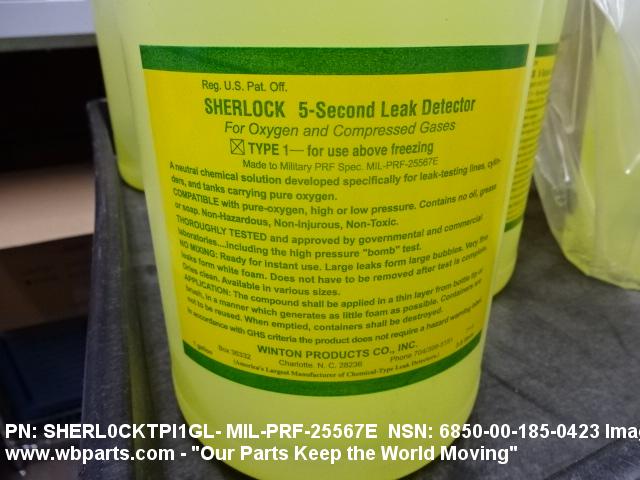 Reg. U.S. Pat. Off.
SHERLOCK 5-Second Leak Detector
For Oxygen and Compressed Gases
TYPE 1— for use above freezing
Made to Military PRF Spec. MIL-PRF-25567E
A neutral chemical solution developed specifically for leak-testing lines, cylin-
ders, and tanks carrying pure oxygen.
COMPATIBLE with pure-oxygen, high or low pressure. Contains no oil, grease
or soap. Non-Hazardous, Non-Injurous, Non-Toxic.
THOROUGHLY TESTED and approved by governmental and commercial
laboratories....including the high pressure "bomb" test.
NO MIXING: Ready for instant use. Large leaks form large bubbles. Very fine
leaks form white foam. Does not have to be removed after test is complete.
Dries clean. Available in various sizes.
APPLICATION: The compound shall be applied in a thin layer from bottle tip or
brush, in a manner which generates as little foam as possible. Containers are
not to be reused. When emptied, containers shall be destroyed.
In accordance with GHS criteria the product does not require a hazard warning label.
1 gallon
WINTON PRODUCTS CO., INC.
Box 36332 Charlotte, N. C. 28236 Phone
(America's Largest Manufacturer of Chemical-Type Leak Detectors.)
PN: SHERL0CKTPI1GL- MIL-PRF-25567E NSN: 6850-00-185-0423 Ima
www.wbparts.com - "Our Parts Keep the World Moving"